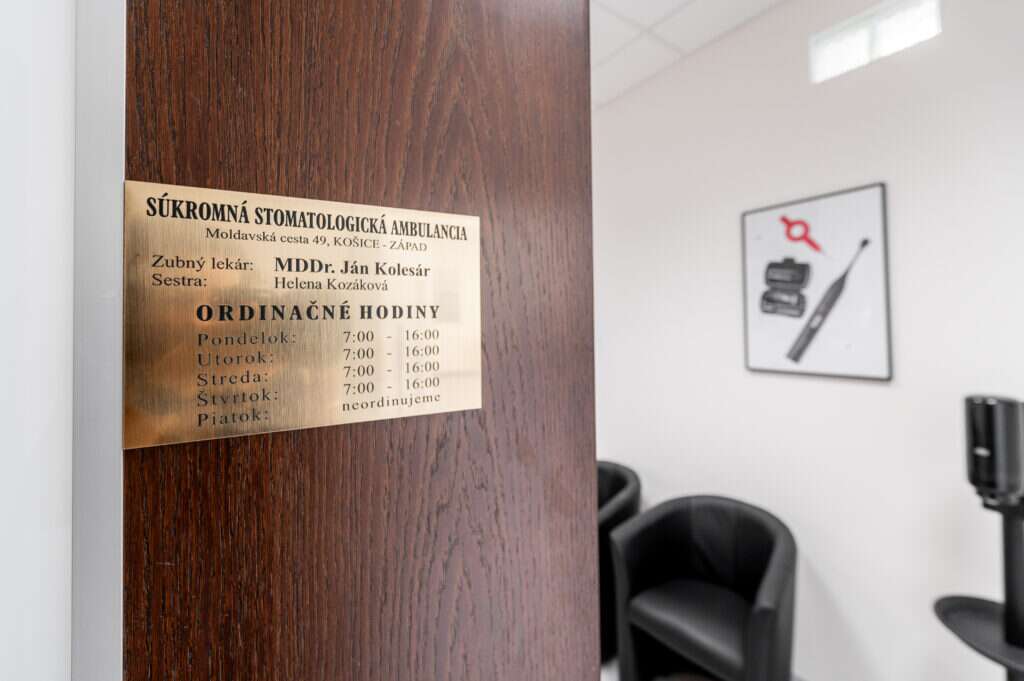 SÚKROMNÁ STOMATOLOGICKÁ AMBULANCIA
Moldavská cesta 49, KOŠICE - ZÁPAD
Zubný lekár: MDDr. Ján Kolesár
Sestra: Helena Kozáková
ORDINAČNÉ HODINY
Pondelok: 7:00 - 16:00
Utorok: 7:00 - 16:00
Streda: 7:00 - 16:00
Štvrtok: 7:00 - 16:00
Piatok: neordinujeme